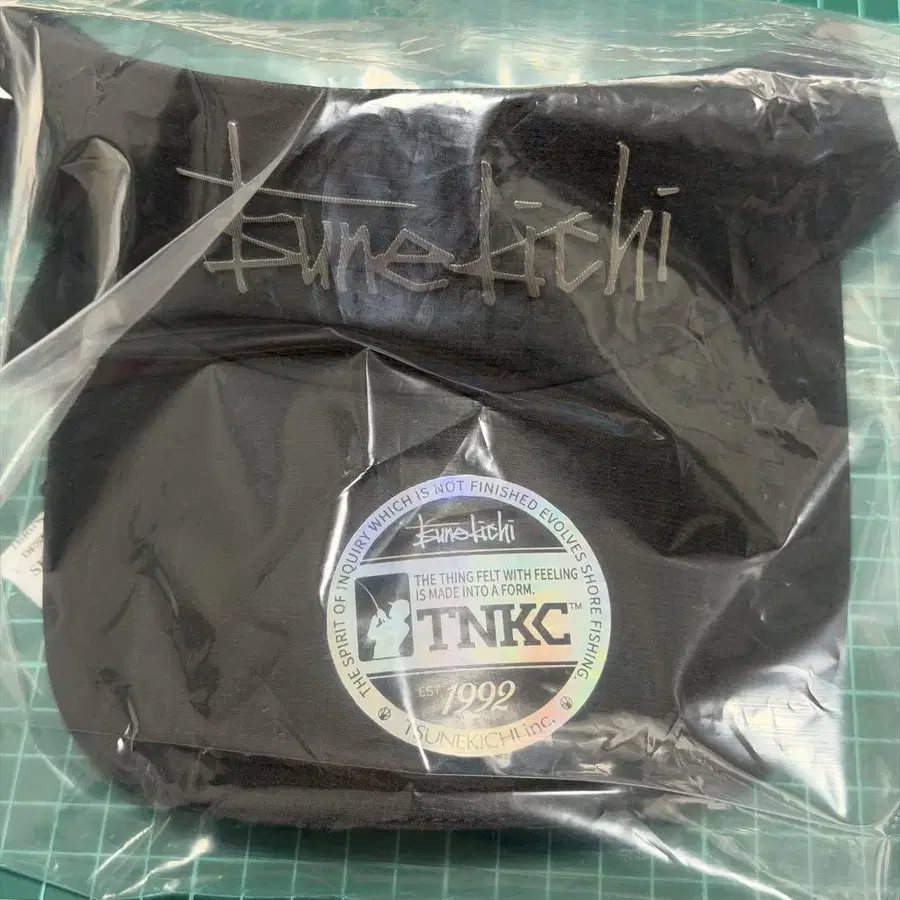 tsunekichi
THE SPIRIT OF INQUIRY WHICH IS NOT FINISHED EVOLVES SHORE FISHING.
tsunekichi
THE THING FELT WITH FEELING
IS MADE INTO A FORM.
TNKC™
EST 1992
TSUNEKICHI inc.